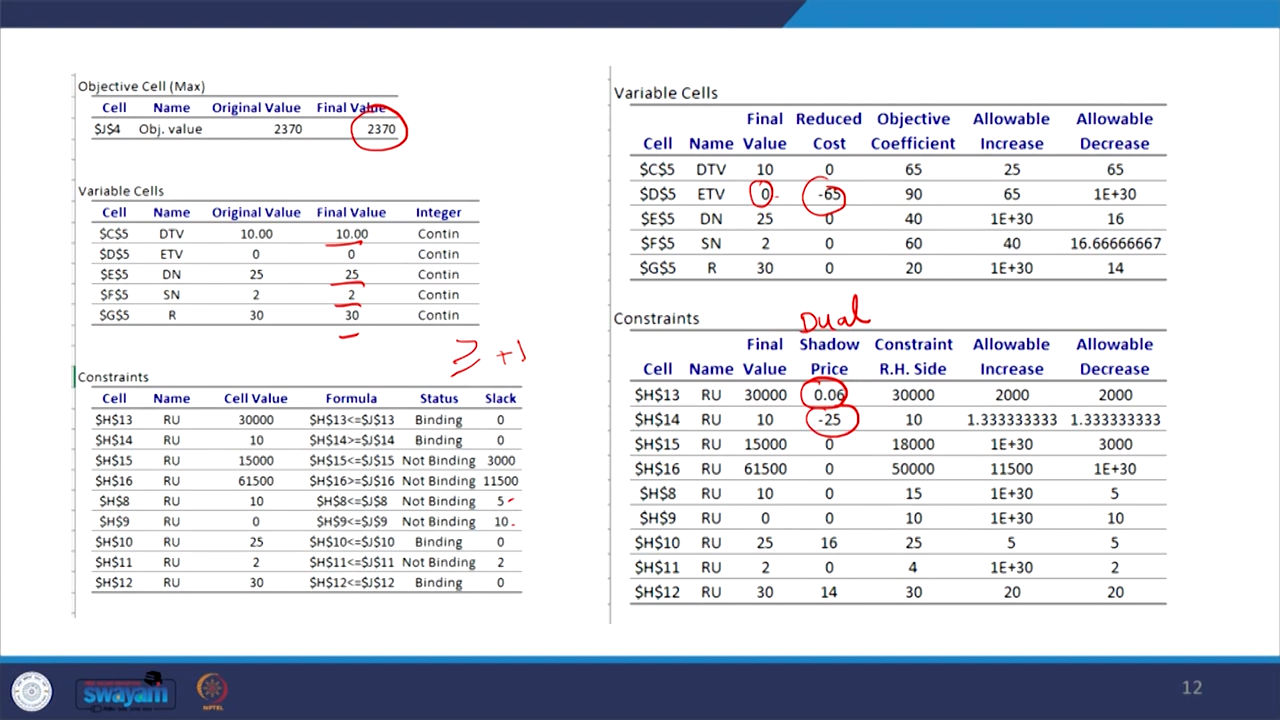 Objective Cell (Max)
Cell Name Original Value Final Value
$J$4 Obj. value 2370 2370
Variable Cells
Cell Name Original Value Final Value Integer
$C$5 DTV 10.00 10.00 Contin
$D$5 ETV 0 0 Contin
$E$5 DN 25 25 Contin
$F$5 SN 2 2 Contin
$G$5 R 30 30 Contin
≥ +1
Constraints
Cell Name Cell Value Formula Status Slack
$H$13 RU 30000 $H$13<=$J$13 Binding 0
$H$14 RU 10 $H$14>=$J$14 Binding 0
$H$15 RU 15000 $H$15<=$J$15 Not Binding 3000
$H$16 RU 61500 $H$16>=$J$16 Not Binding 11500
$H$8 RU 10 $H$8<=$J$8 Not Binding 5
$H$9 RU 0 $H$9<=$J$9 Not Binding 10
$H$10 RU 25 $H$10<=$J$10 Binding 0
$H$11 RU 2 $H$11<=$J$11 Not Binding 2
$H$12 RU 30 $H$12<=$J$12 Binding 0
Variable Cells
Final Reduced Objective Allowable Allowable
Cell Name Value Cost Coefficient Increase Decrease
$C$5 DTV 10 0 65 25 65
$D$5 ETV 0 -65 90 65 1E+30
$E$5 DN 25 0 40 1E+30 16
$F$5 SN 2 0 60 40 16.66666667
$G$5 R 30 0 20 1E+30 14
Dual
Constraints
Final Shadow Constraint Allowable Allowable
Cell Name Value Price R.H. Side Increase Decrease
$H$13 RU 30000 0.06 30000 2000 2000
$H$14 RU 10 -25 10 1.333333333 1.333333333
$H$15 RU 15000 0 18000 1E+30 3000
$H$16 RU 61500 0 50000 11500 1E+30
$H$8 RU 10 0 15 1E+30 5
$H$9 RU 0 0 10 1E+30 10
$H$10 RU 25 16 25 5 5
$H$11 RU 2 0 4 1E+30 2
$H$12 RU 30 14 30 20 20
swayam
NPTEL
12